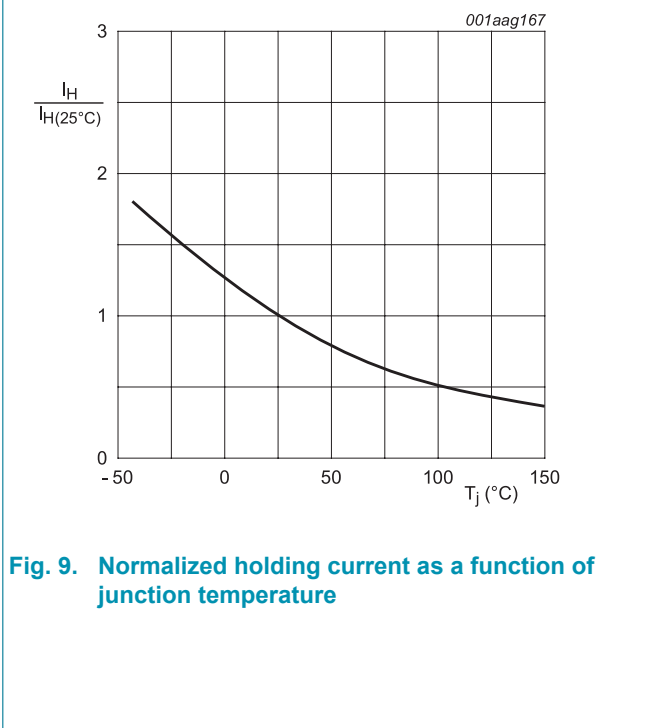 001aag167
3
I_H
I_H(25°C)
2
1
0
- 50 0 50 100 150
T_j (°C)
Fig. 9. Normalized holding current as a function of
junction temperature